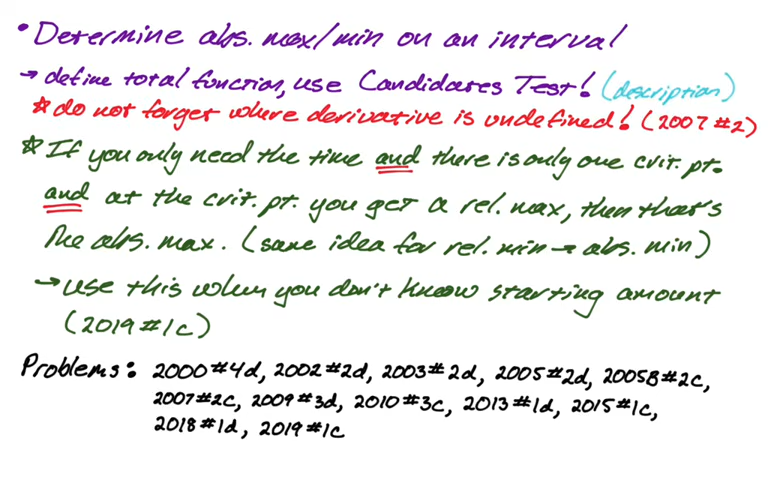 • Determine abs. max/min on an interval
→ define total function, use Candidates Test! (description)
* do not forget where derivative is undefined! (2007 #2)
* If you only need the time and there is only one crit. pt.
and at the crit. pt. you get a rel. max, then that's
the abs. max. (same idea for rel. min → abs. min)
→ use this when you don't know starting amount
(2019 #1c)
Problems: 2000 #4d, 2002 #2d, 2003 #2d, 2005 #2d, 2005B #2c,
2007 #2c, 2009 #3d, 2010 #3c, 2013 #1d, 2015 #1c,
2018 #1d, 2019 #1c